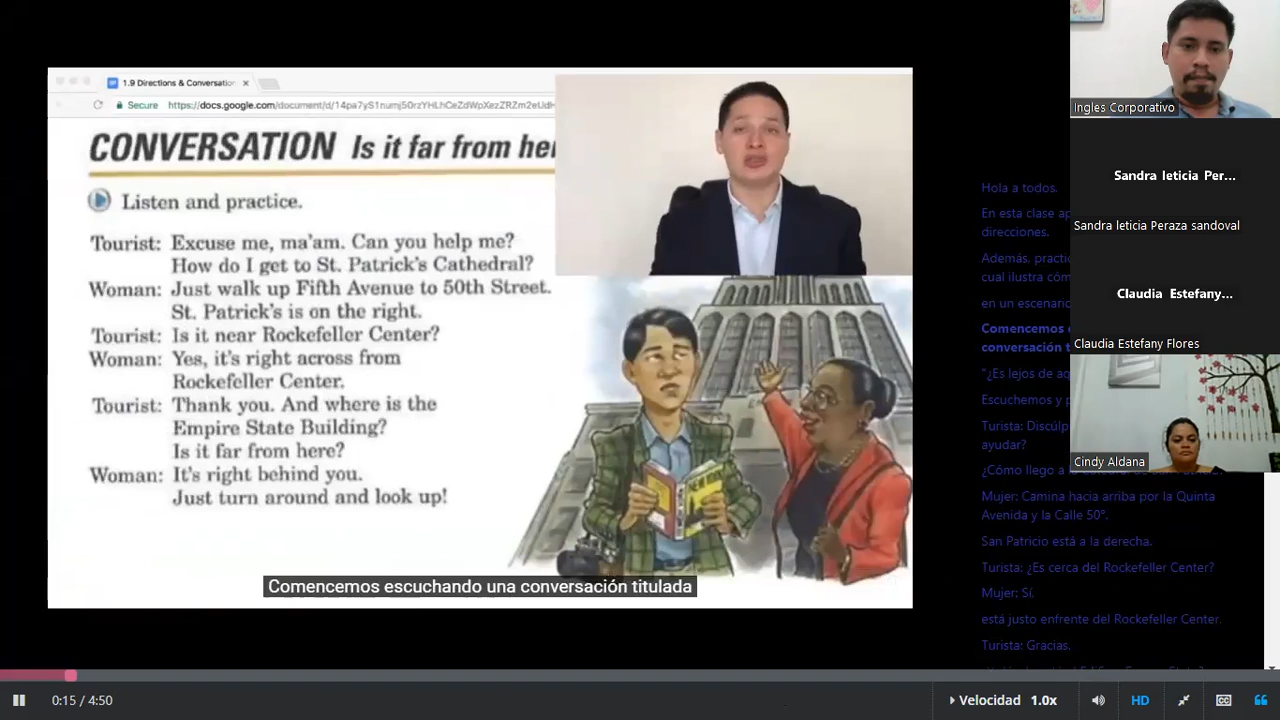 1.9 Directions & Conversation
Secure
https://docs.google.com/document/d/14pa7yS1numj50rzYHLhCeZdWpXezZRZm2etJdH
CONVERSATION Is it far from
Listen and practice.
Tourist: Excuse me, ma'am. Can you help me?
How do I get to St. Patrick's Cathedral?
Woman: Just walk up Fifth Avenue to 50th Street.
St. Patrick's is on the right.
Tourist: Is it near Rockefeller Center?
Woman: Yes, it's right across from
Rockefeller Center.
Tourist: Thank you. And where is the
Empire State Building?
Is it far from here?
Woman: It's right behind you.
Just turn around and look up!
Comencemos escuchando una conversación titulada
Hola a todos.
En esta clase
direcciones.
Además,
cual ilustra
en un
Comencemos
conversación
"¿Es lejos de
Escuchemos y
Turista:
ayudar?
¿Cómo llego a
Mujer: Camina hacia arriba por la Quinta
Avenida y la Calle 50°.
San Patricio está a la derecha.
Turista: ¿Es cerca del Rockefeller Center?
Mujer: Sí.
está justo enfrente del Rockefeller Center.
Turista: Gracias.
Ingles Corporativo
Sandra leticia Per...
Sandra leticia Peraza sandoval
Claudia Estefany...
Claudia Estefany Flores
Cindy Aldana
0:15 / 4:50
Velocidad 1.0x
HD
CC